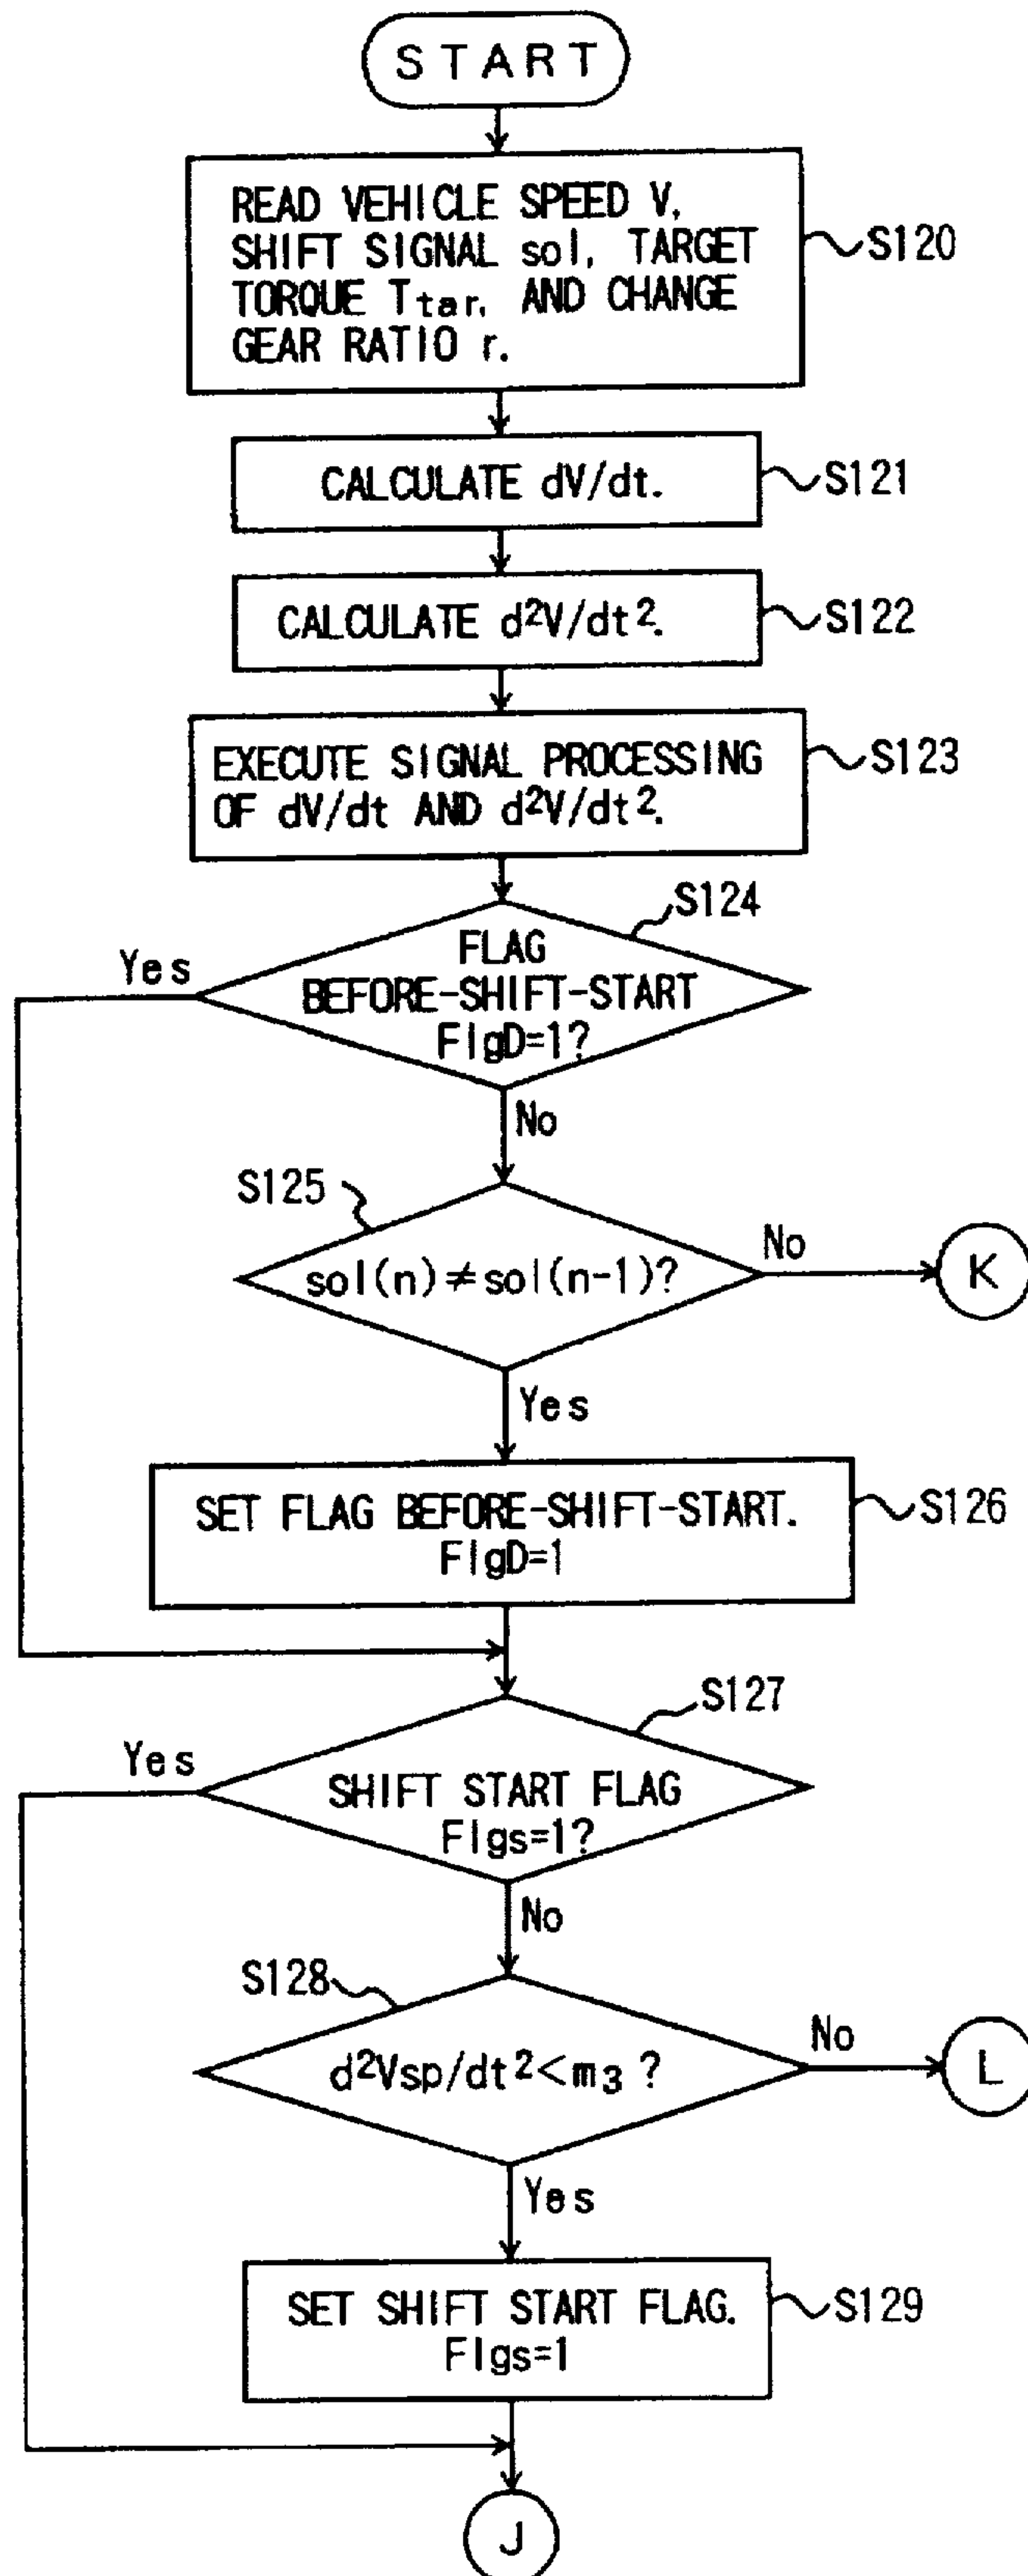 START
READ VEHICLE SPEED V,
SHIFT SIGNAL sol, TARGET
TORQUE Ttar, AND CHANGE
GEAR RATIO r.
S120
CALCULATE dV/dt.
S121
CALCULATE d²V/dt².
S122
EXECUTE SIGNAL PROCESSING
OF dV/dt AND d²V/dt².
S123
S124
FLAG
BEFORE-SHIFT-START
FlgD=1?
Yes
No
S125
sol(n)≠sol(n-1)?
No
K
Yes
SET FLAG BEFORE-SHIFT-START.
FlgD=1
S126
S127
Yes
SHIFT START FLAG
Flgs=1?
No
S128
d²Vsp/dt²<m₃ ?
No
L
Yes
SET SHIFT START FLAG.
Flgs=1
S129
J